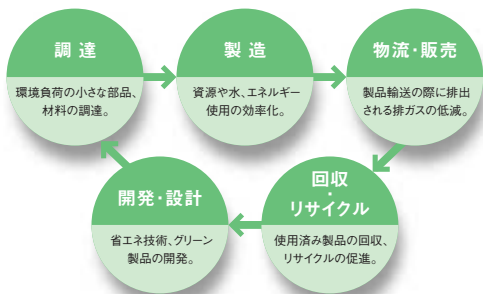 調達
環境負荷の小さな部品、
材料の調達。
製造
資源や水、エネルギー
使用の効率化。
物流・販売
製品輸送の際に排出
される排ガスの低減。
回収
・
リサイクル
使用済み製品の回収、
リサイクルの促進。
開発・設計
省エネ技術、グリーン
製品の開発。